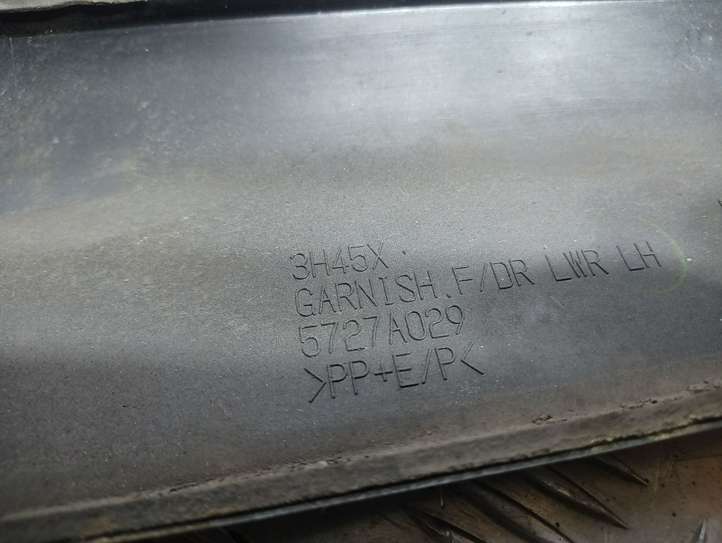 3H45X
GARNISH.F/DR LWR LH
5727A029
>PP+E/P<